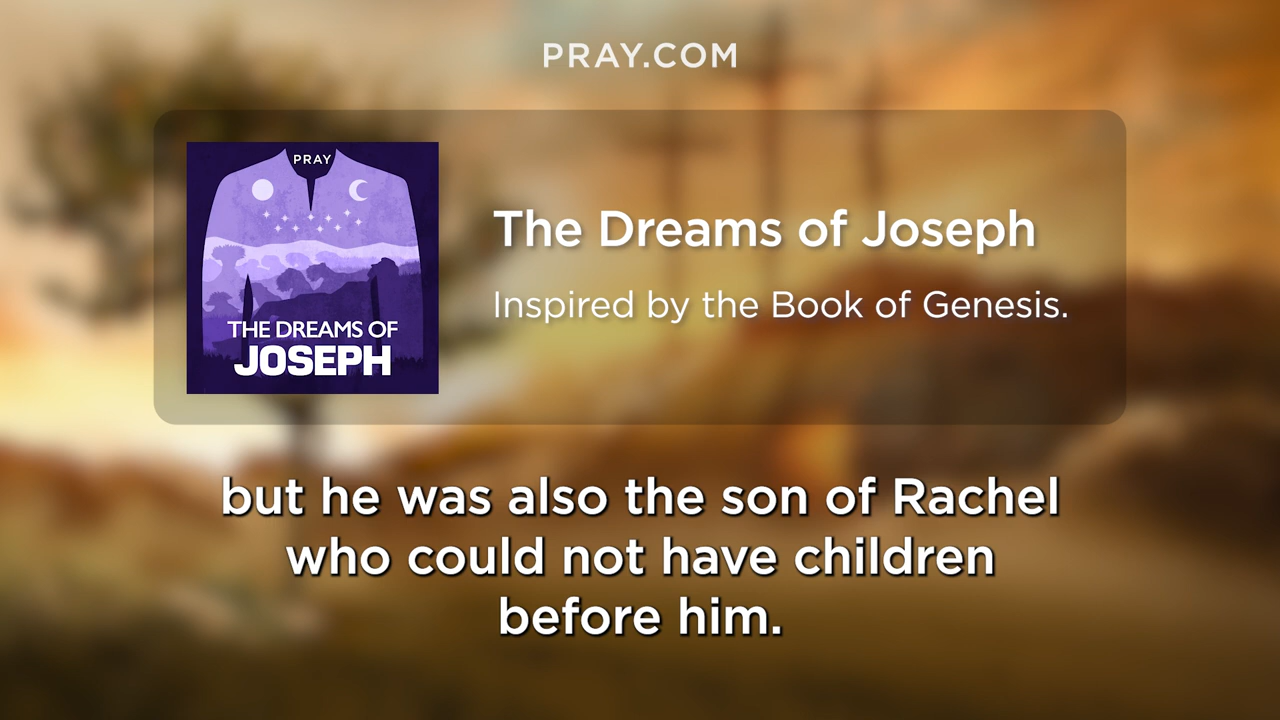 PRAY.COM
PRAY
THE DREAMS OF
JOSEPH
The Dreams of Joseph
Inspired by the Book of Genesis.
but he was also the son of Rachel
who could not have children
before him.